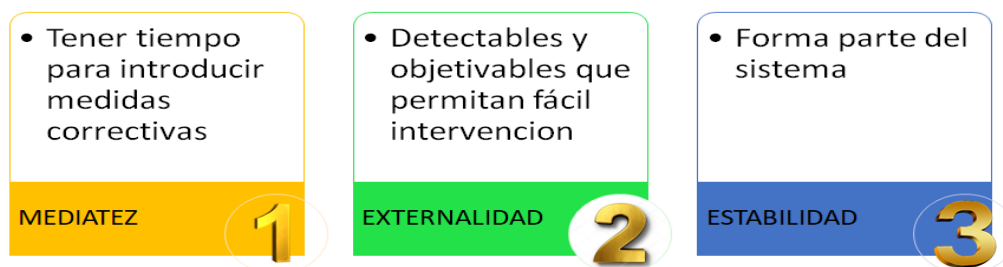 • Tener tiempo
para introducir
medidas
correctivas
MEDIATEZ
1
• Detectables y
objetivables que
permitan fácil
intervencion
EXTERNALIDAD
2
• Forma parte del
sistema
ESTABILIDAD
3